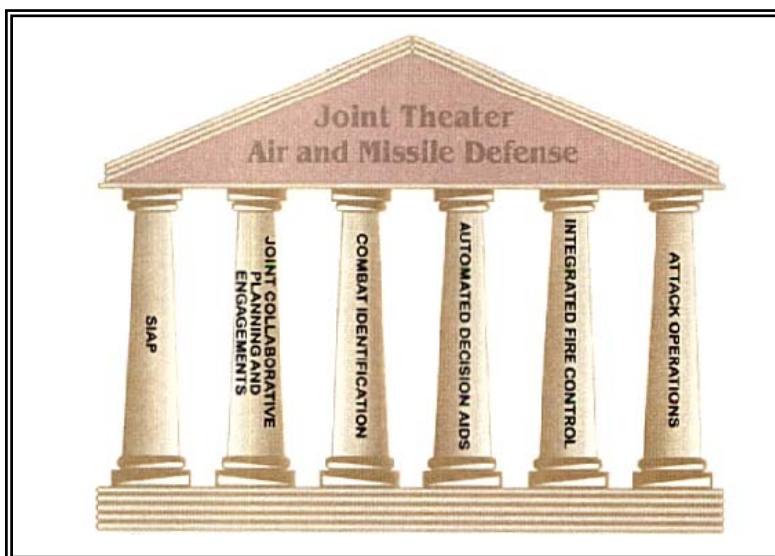 Joint Theater
Air and Missile Defense
SIAP
JOINT COLLABORATIVE
PLANNING AND
ENGAGEMENTS
COMBAT IDENTIFICATION
AUTOMATED DECISION AIDS
INTEGRATED FIRE CONTROL
ATTACK OPERATIONS